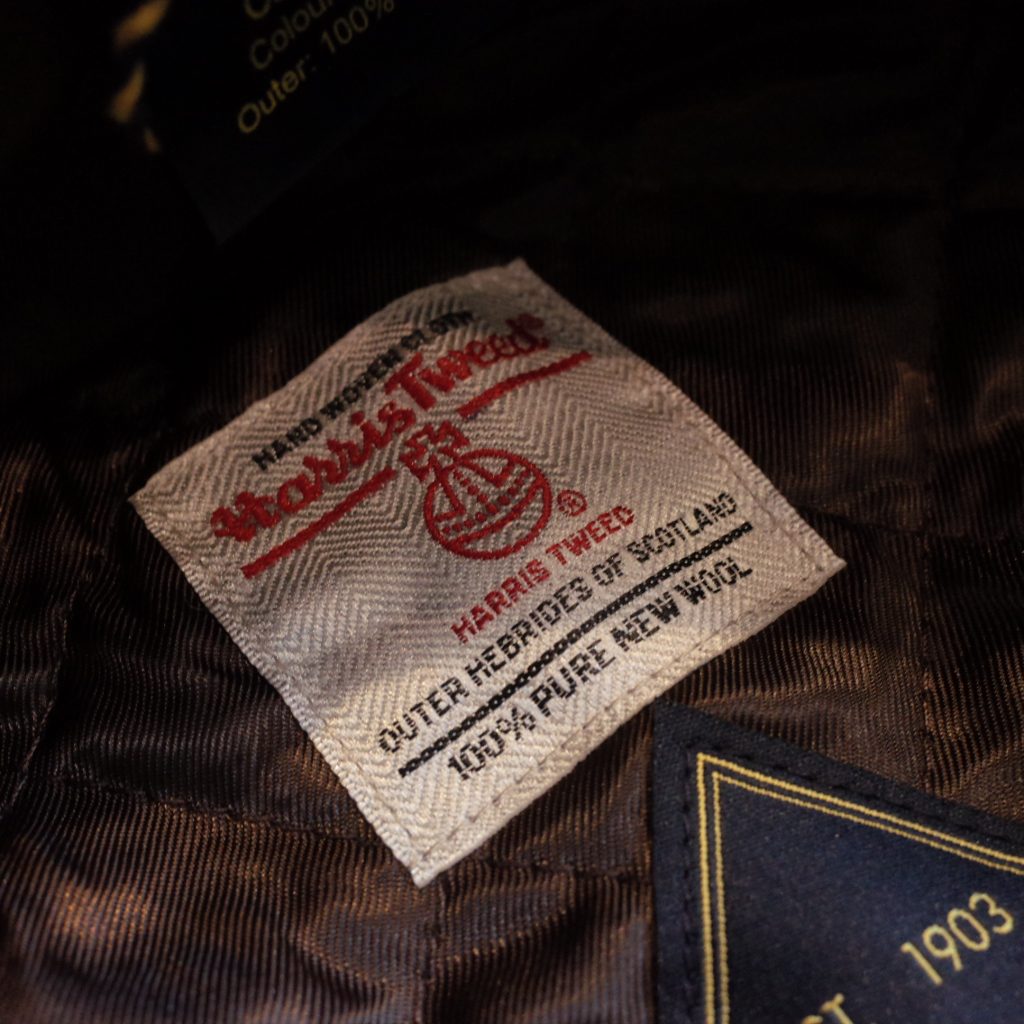 Colour
Outer: 100%
HAND WOVEN CLOTH
Harris Tweed®
®
HARRIS TWEED
OUTER HEBRIDES OF SCOTLAND
100% PURE NEW WOOL
1903